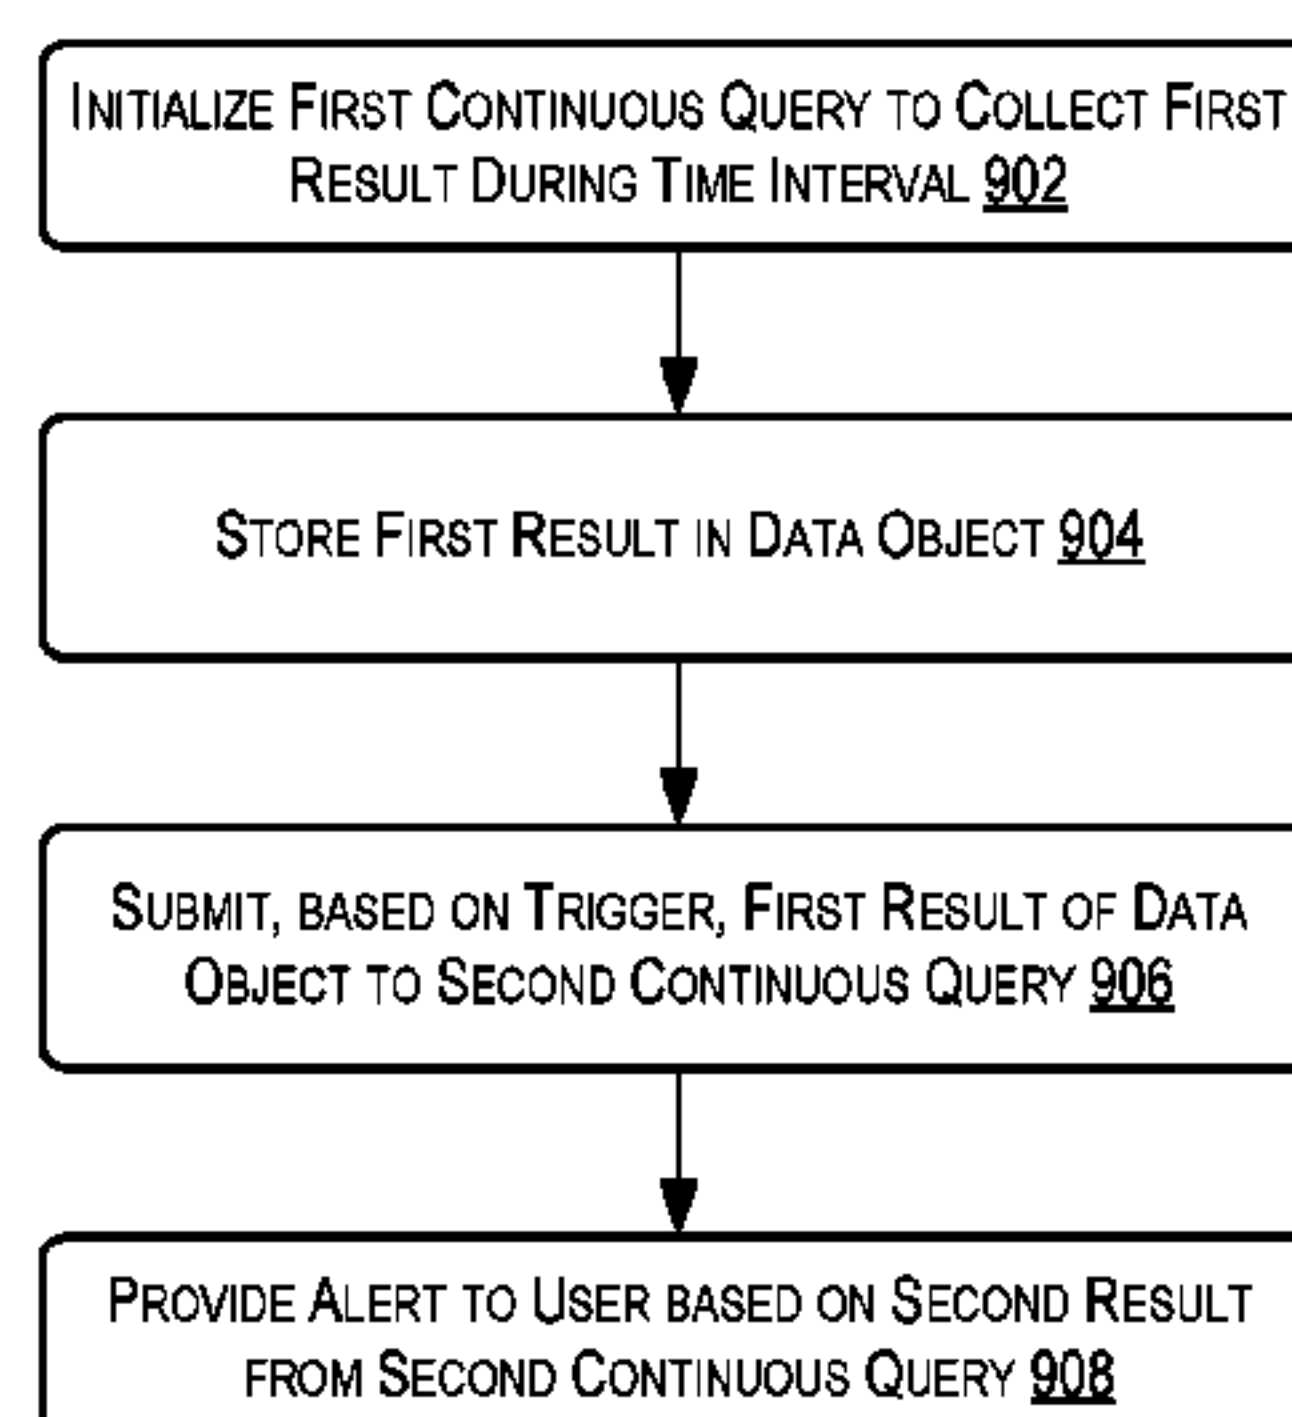 INITIALIZE FIRST CONTINUOUS QUERY TO COLLECT FIRST
RESULT DURING TIME INTERVAL 902
STORE FIRST RESULT IN DATA OBJECT 904
SUBMIT, BASED ON TRIGGER, FIRST RESULT OF DATA
OBJECT TO SECOND CONTINUOUS QUERY 906
PROVIDE ALERT TO USER BASED ON SECOND RESULT
FROM SECOND CONTINUOUS QUERY 908